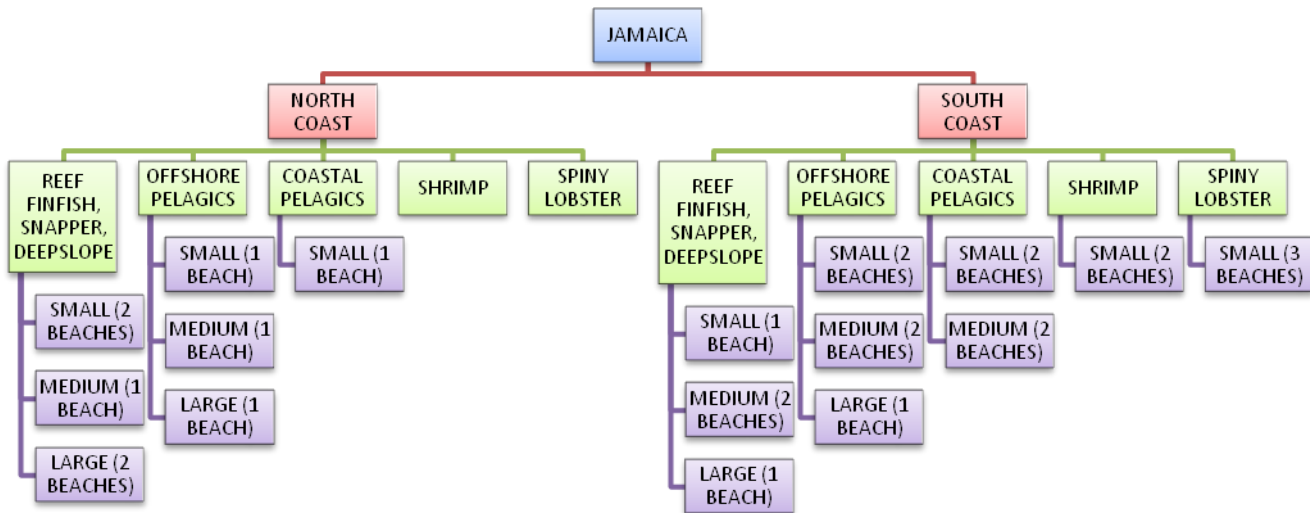 JAMAICA
NORTH
COAST
REEF
FINFISH,
SNAPPER,
DEEPSLOPE
SMALL (2
BEACHES)
MEDIUM (1
BEACH)
LARGE (2
BEACHES)
OFFSHORE
PELAGICS
SMALL (1
BEACH)
MEDIUM (1
BEACH)
LARGE (1
BEACH)
COASTAL
PELAGICS
SMALL (1
BEACH)
SHRIMP
SPINY
LOBSTER
SOUTH
COAST
REEF
FINFISH,
SNAPPER,
DEEPSLOPE
SMALL (1
BEACH)
MEDIUM (2
BEACHES)
LARGE (1
BEACH)
OFFSHORE
PELAGICS
SMALL (2
BEACHES)
MEDIUM (2
BEACHES)
LARGE (1
BEACH)
COASTAL
PELAGICS
SMALL (2
BEACHES)
MEDIUM (2
BEACHES)
SHRIMP
SMALL (2
BEACHES)
SPINY
LOBSTER
SMALL (3
BEACHES)